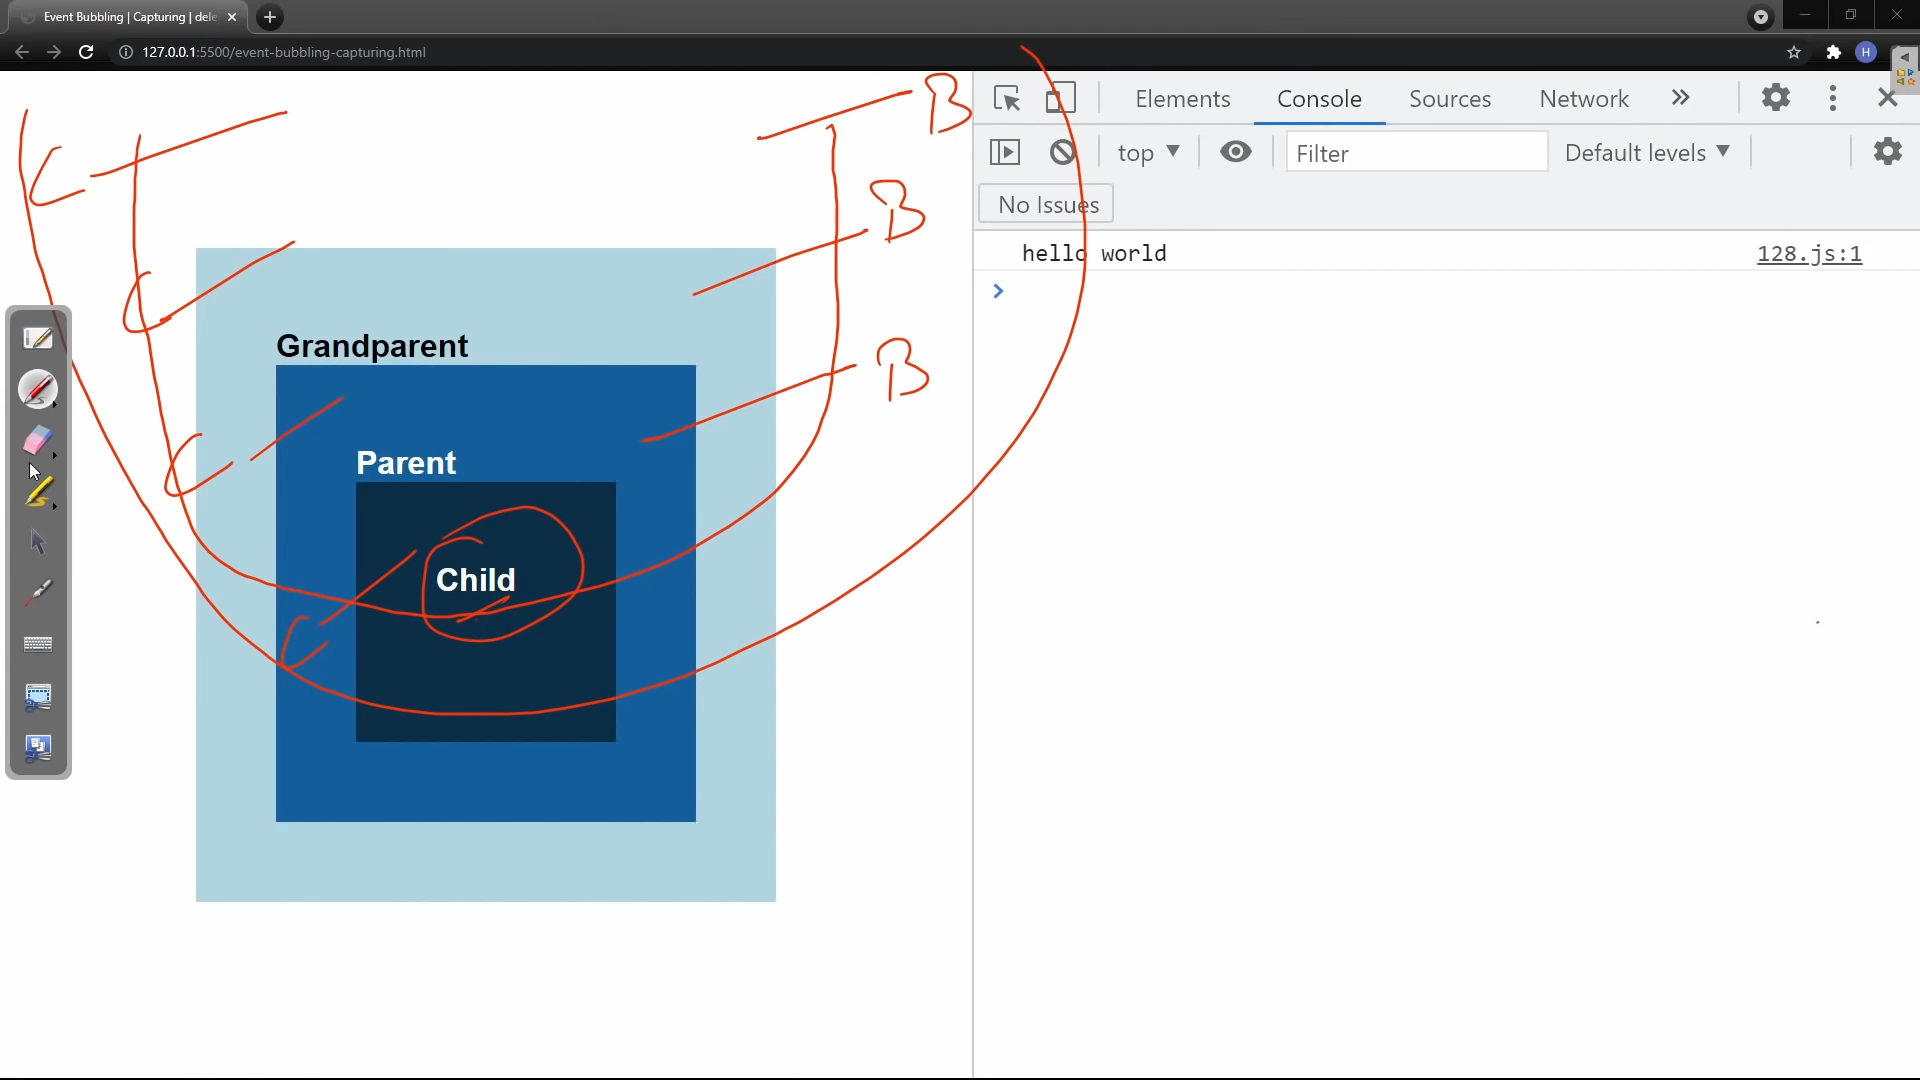 Event Bubbling | Capturing | dele
127.0.0.1:5500/event-bubbling-capturing.html
H
Elements Console Sources Network
top Filter Default levels
No Issues
hello world 128.js:1
Grandparent
Parent
Child
C
C
C
C
B
B
B